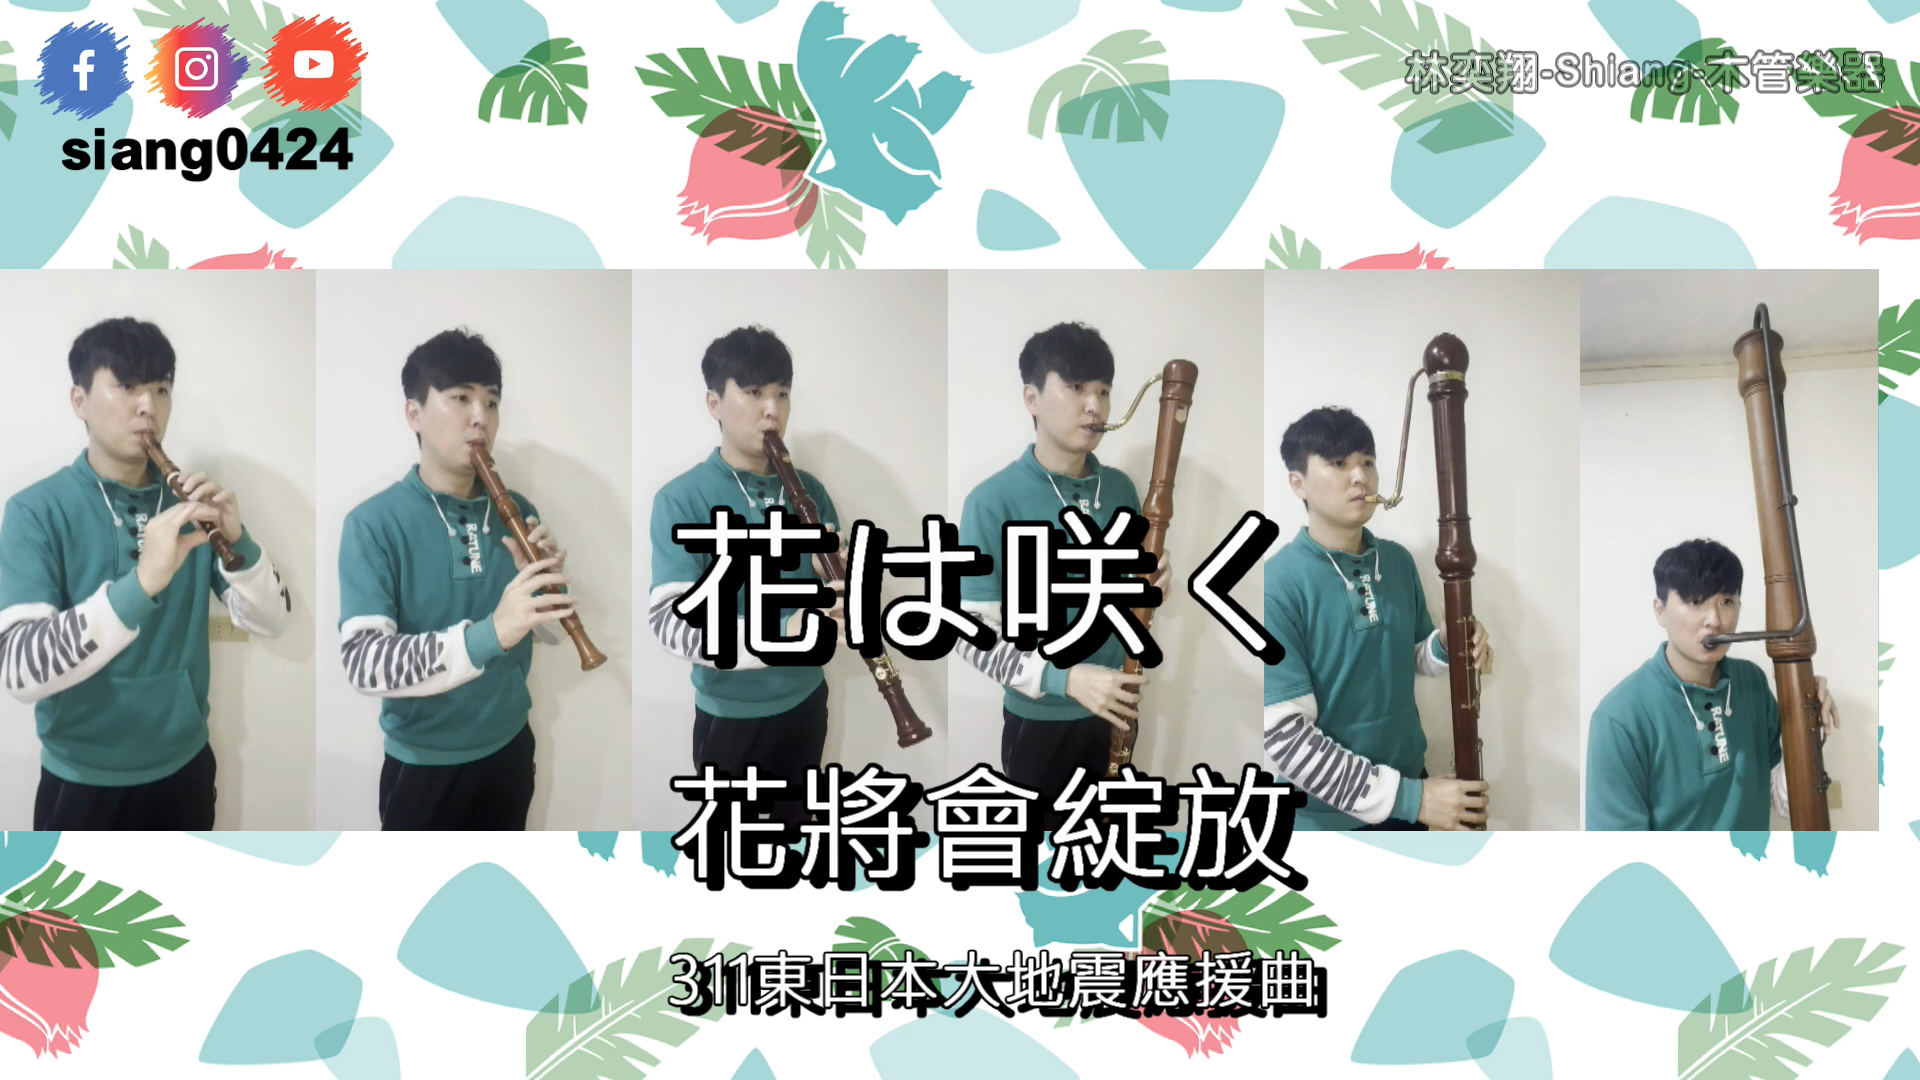 siang0424
林奕翔-Shiang-木管樂器
花は咲く
花將會綻放
311東日本大地震應援曲